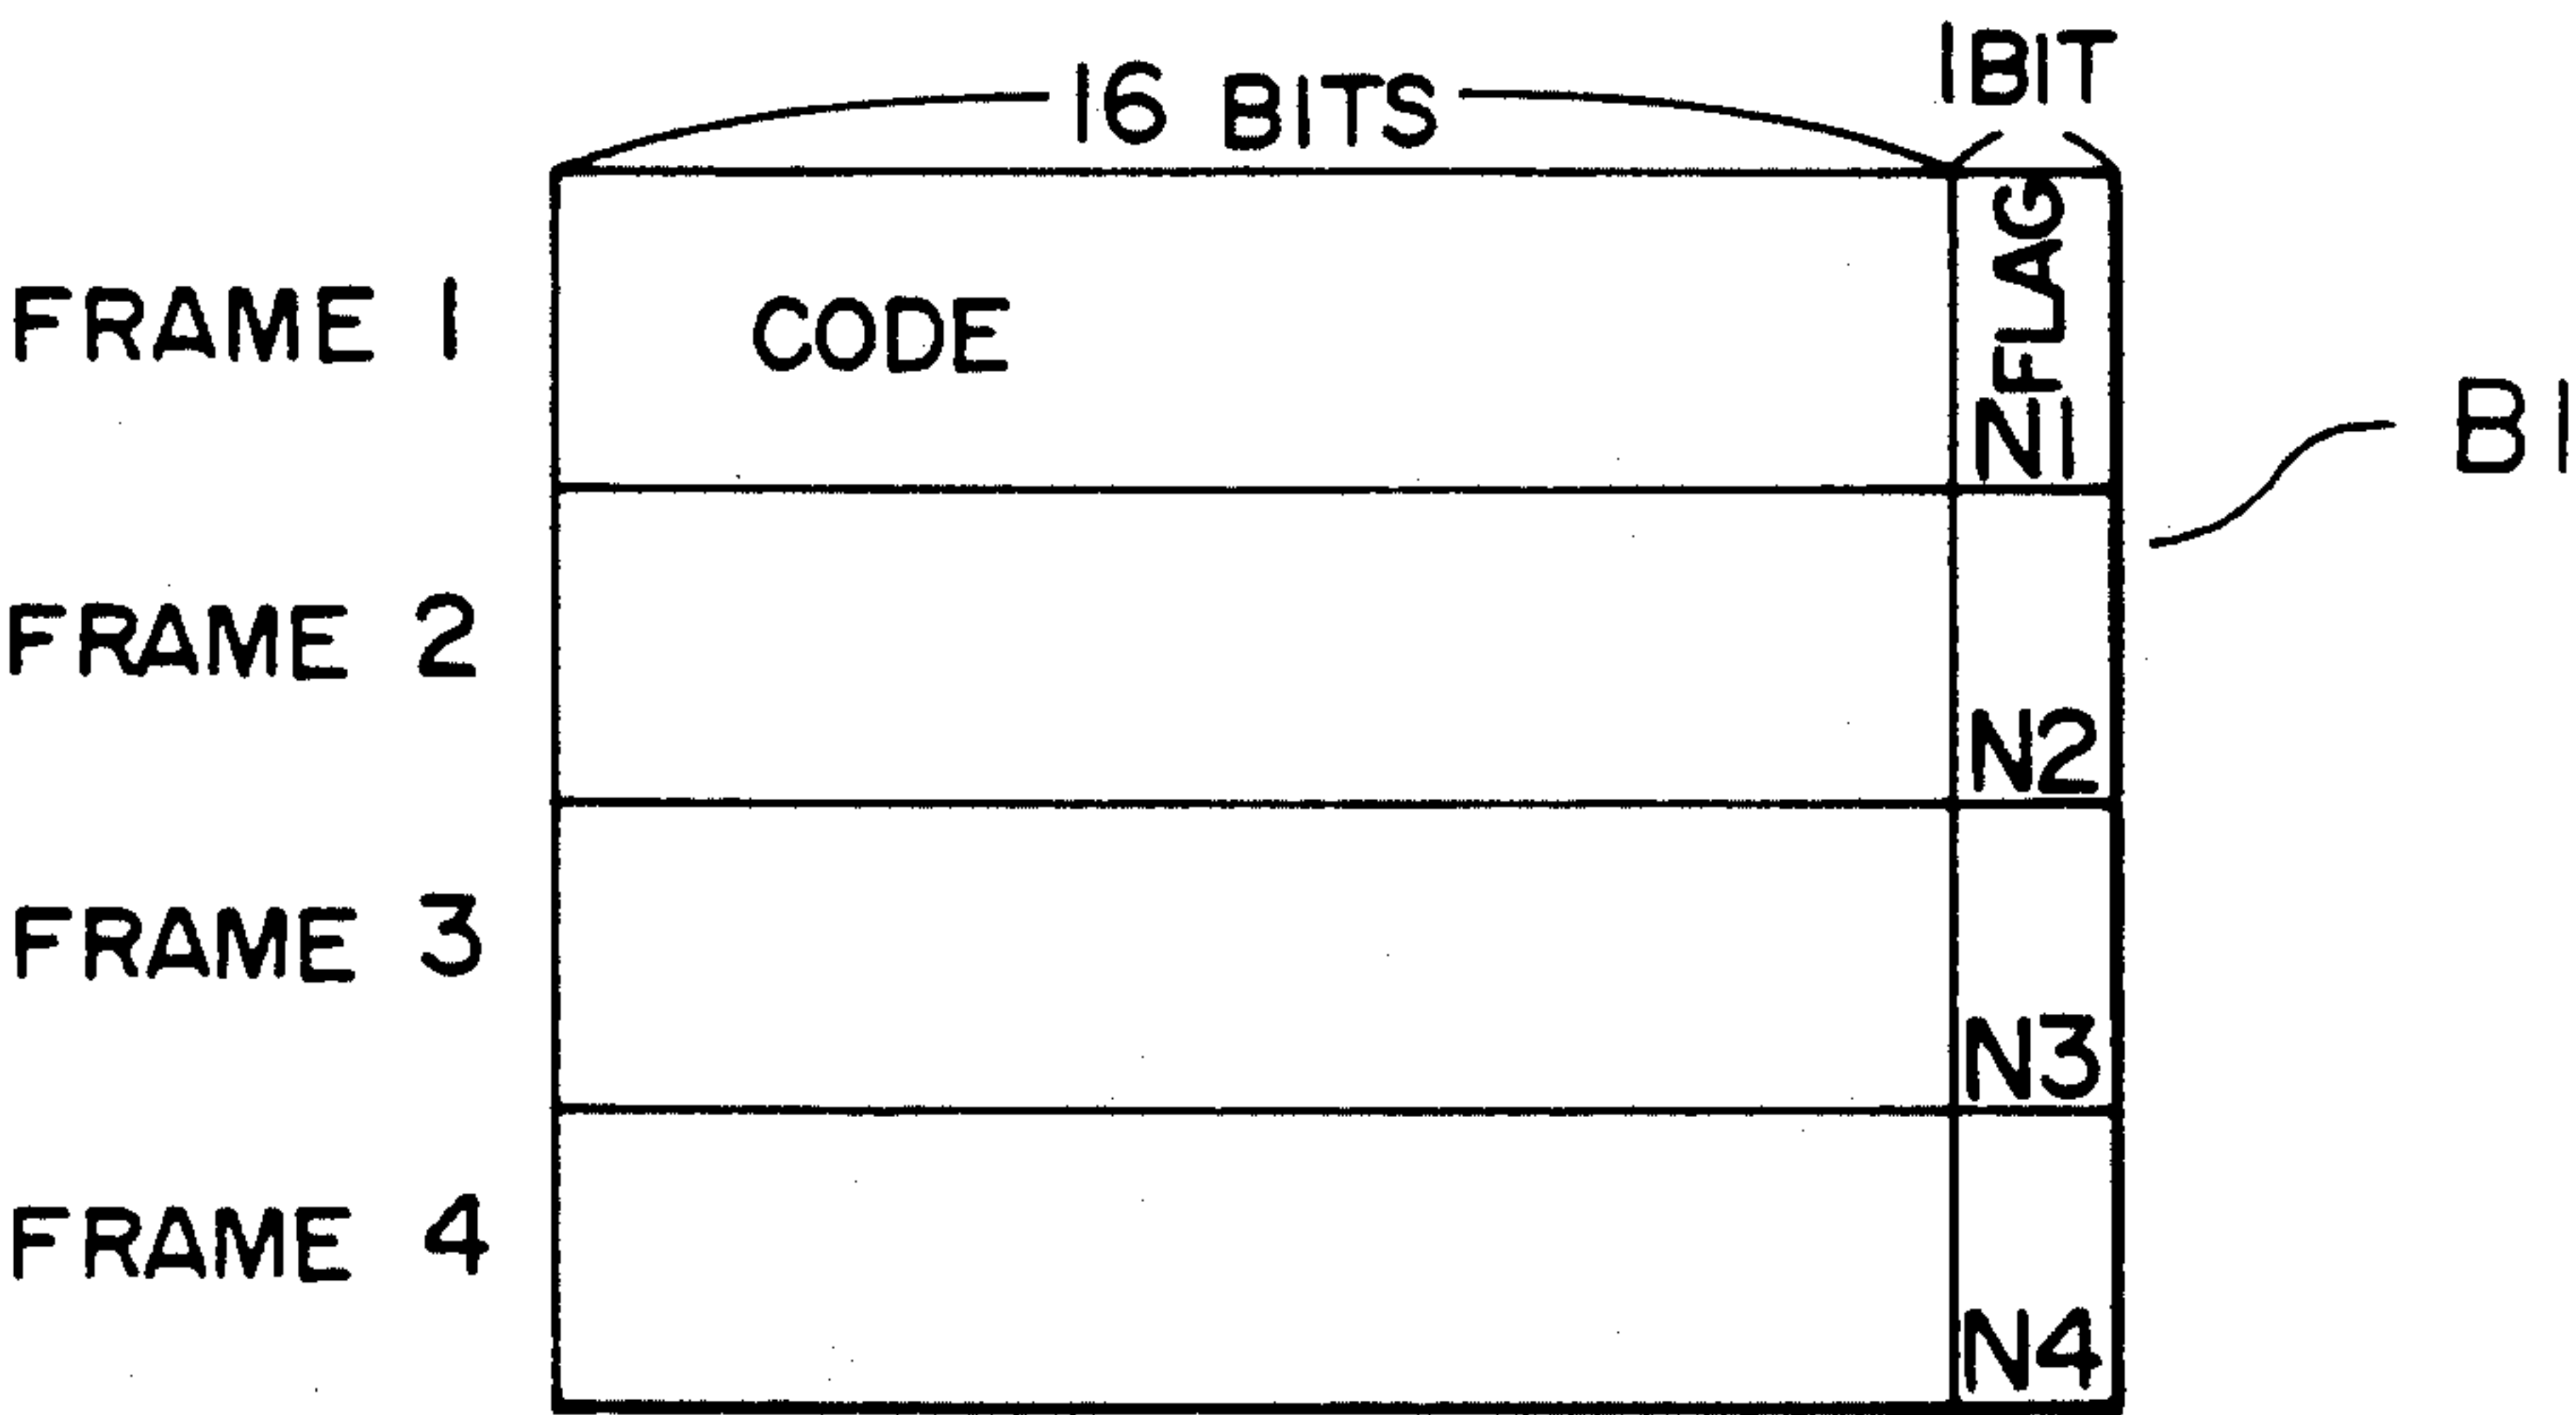 16 BITS
1BIT
FRAME 1
CODE
FLAG
N1
B1
FRAME 2
N2
FRAME 3
N3
FRAME 4
N4